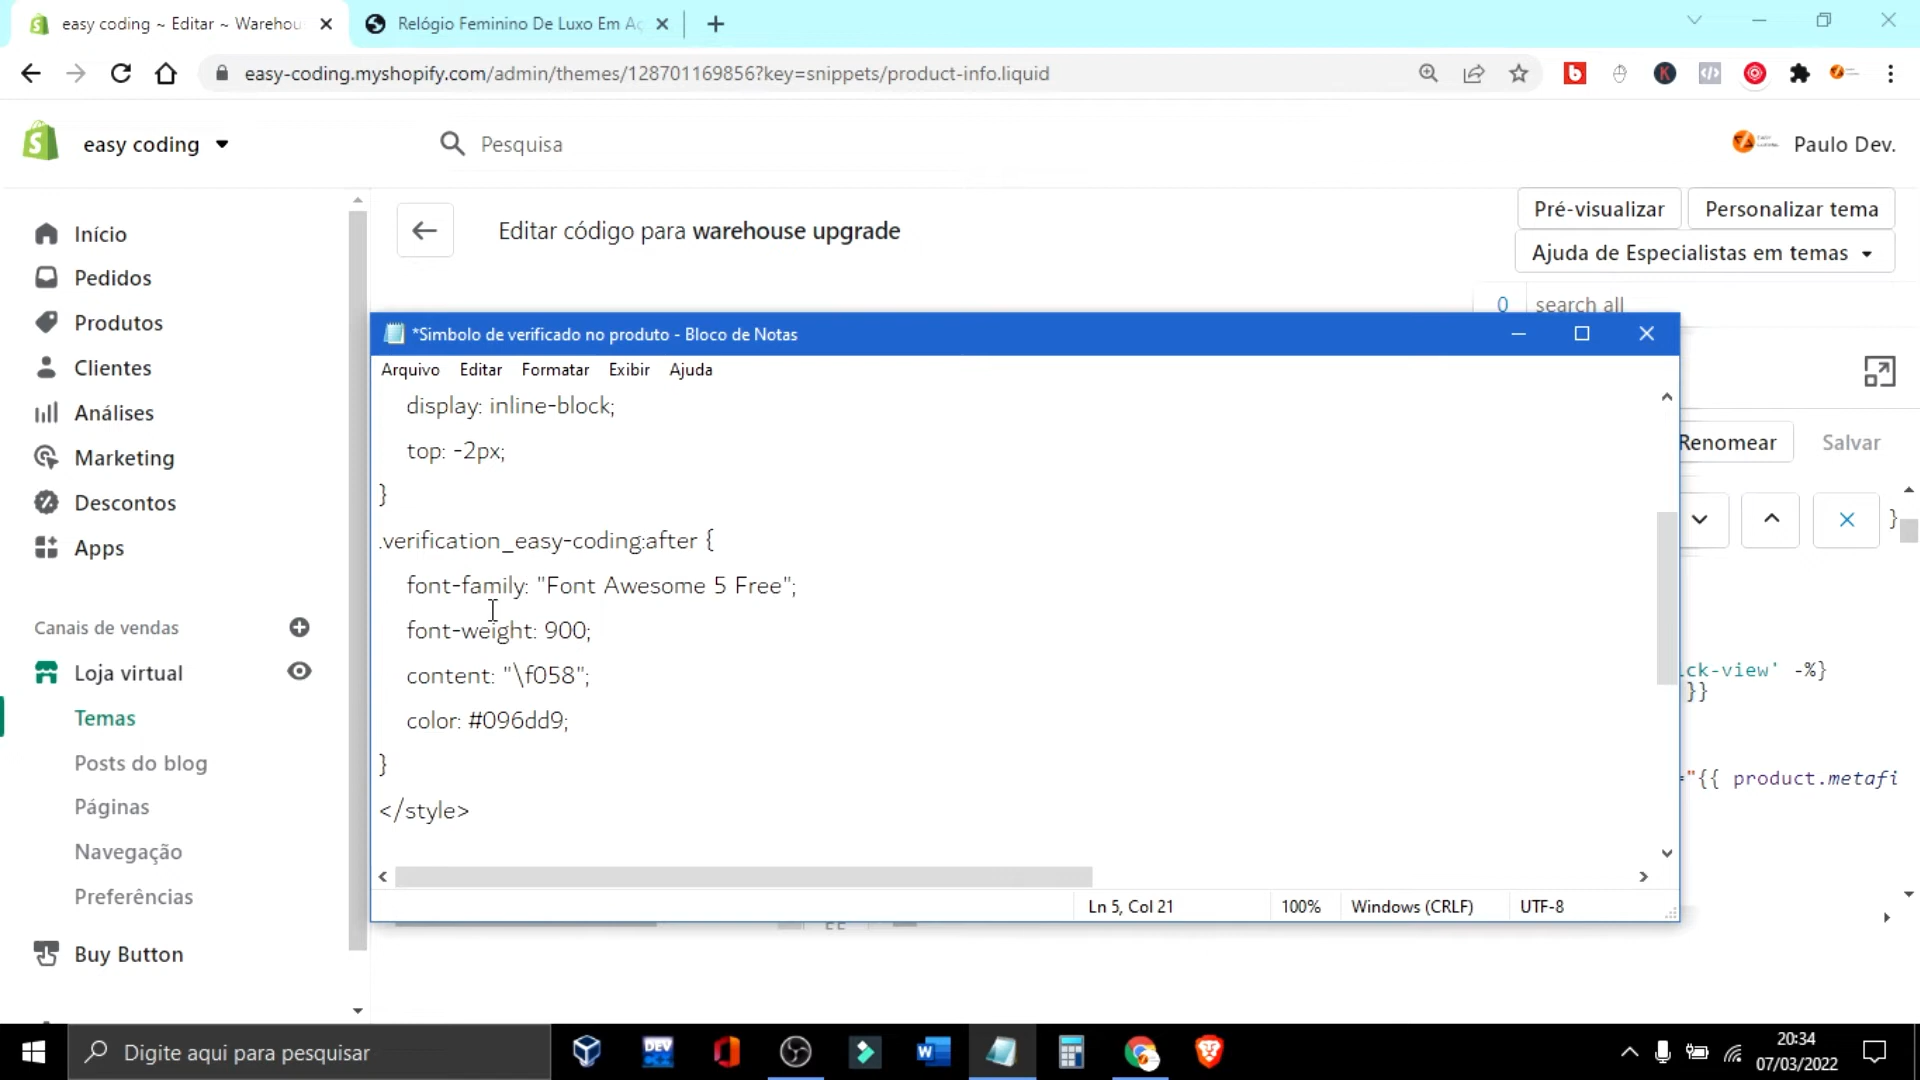 easy coding ~ Editar ~ Warehou
Relógio Feminino De Luxo Em Aç
easy-coding.myshopify.com/admin/themes/128701169856?key=snippets/product-info.liquid
easy coding
Pesquisa
Paulo Dev.
Início
Pedidos
Produtos
Clientes
Análises
Marketing
Descontos
Apps
Canais de vendas
Loja virtual
Temas
Posts do blog
Páginas
Navegação
Preferências
Buy Button
Editar código para warehouse upgrade
Pré-visualizar
Personalizar tema
Ajuda de Especialistas em temas
0 search all
Renomear
Salvar
}
ck-view' -%}
}}
="{{ product.metafi
*Simbolo de verificado no produto - Bloco de Notas
Arquivo Editar Formatar Exibir Ajuda
display: inline-block;
top: -2px;
}
.verification_easy-coding:after {
font-family: "Font Awesome 5 Free";
font-weight: 900;
content: "\f058";
color: #096dd9;
}
</style>
Ln 5, Col 21
100%
Windows (CRLF)
UTF-8
Digite aqui para pesquisar
DEV
20:34
07/03/2022